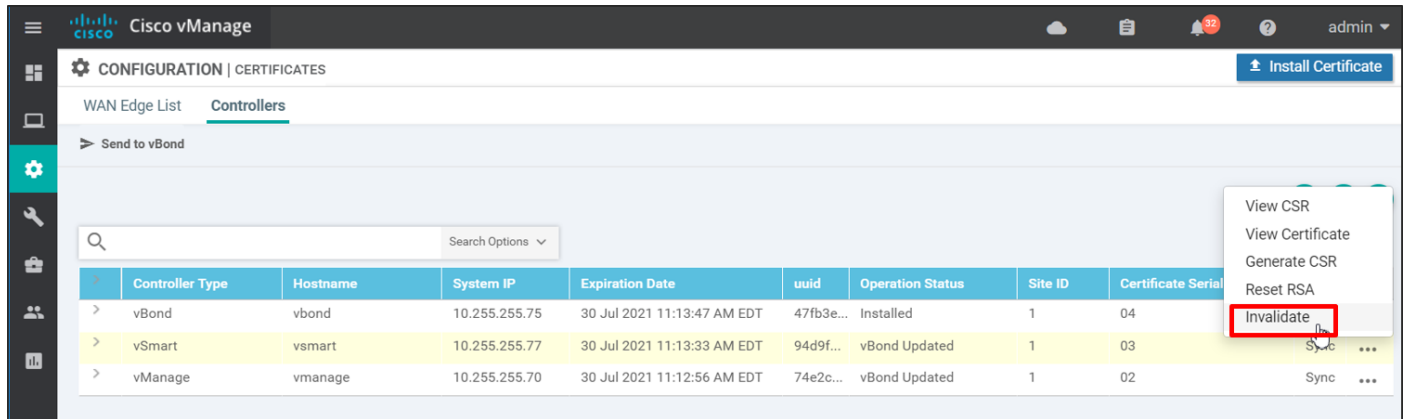 cisco Cisco vManage 32 admin
CONFIGURATION | CERTIFICATES Install Certificate
WAN Edge List Controllers
Send to vBond
View CSR
View Certificate
Search Options
Generate CSR
Controller Type Hostname System IP Expiration Date uuid Operation Status Site ID Certificate Serial
Reset RSA
vBond vbond 10.255.255.75 30 Jul 2021 11:13:47 AM EDT 47fb3e... Installed 1 04
Invalidate
vSmart vsmart 10.255.255.77 30 Jul 2021 11:13:33 AM EDT 94d9f... vBond Updated 1 03 Sync ...
vManage vmanage 10.255.255.70 30 Jul 2021 11:12:56 AM EDT 74e2c... vBond Updated 1 02 Sync ...